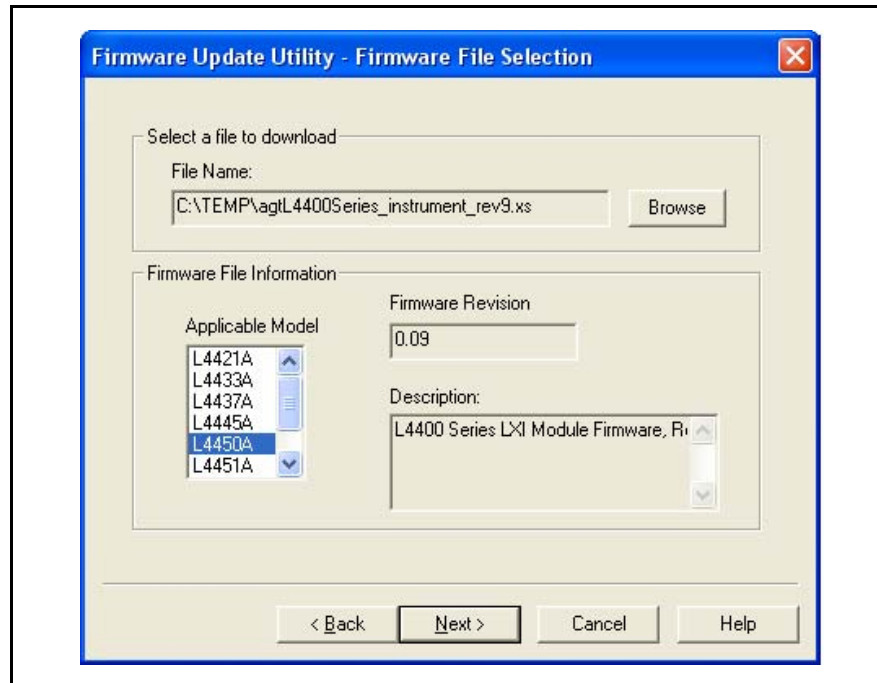 Firmware Update Utility - Firmware File Selection
Select a file to download
File Name:
C:\TEMP\agtL4400Series_instrument_rev9.xs
Browse
Firmware File Information
Applicable Model
L4421A
L4433A
L4437A
L4445A
L4450A
L4451A
Firmware Revision
0.09
Description:
L4400 Series LXI Module Firmware,
< Back
Next >
Cancel
Help